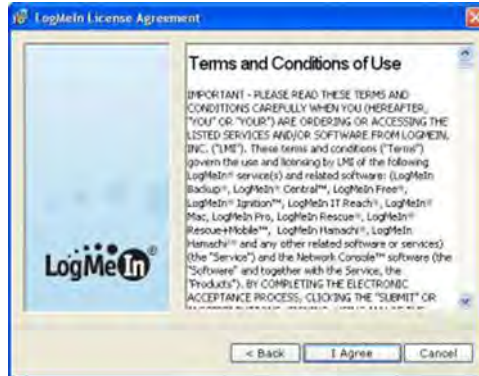 LogMeIn License Agreement
Terms and Conditions of Use
IMPORTANT - PLEASE READ THESE TERMS AND
CONDITIONS CAREFULLY WHEN YOU (HEREAFTER,
"YOU" OR "YOUR") ARE ORDERING OR ACCESSING THE
LISTED SERVICES AND/OR SOFTWARE FROM LOGMEIN,
INC. ("LMI"). These terms and conditions ("Terms")
govern the use and licensing by LMI of the following
LogMeIn® service(s) and related software: (LogMeIn
Backup®, LogMeIn® Central™, LogMeIn Free®,
LogMeIn® Ignition™, LogMeIn IT Reach®, LogMeIn®
Mac, LogMeIn Pro, LogMeIn Rescue®, LogMeIn®
Rescue+Mobile™, LogMeIn Hamachi®, LogMeIn
Hamachi®² and any other related software or services)
(the "Service") and the Network Console™ software (the
"Software" and together with the Service, the
"Products"). BY COMPLETING THE ELECTRONIC
ACCEPTANCE PROCESS, CLICKING THE "SUBMIT" OR
LogMeIn®
< Back
I Agree
Cancel